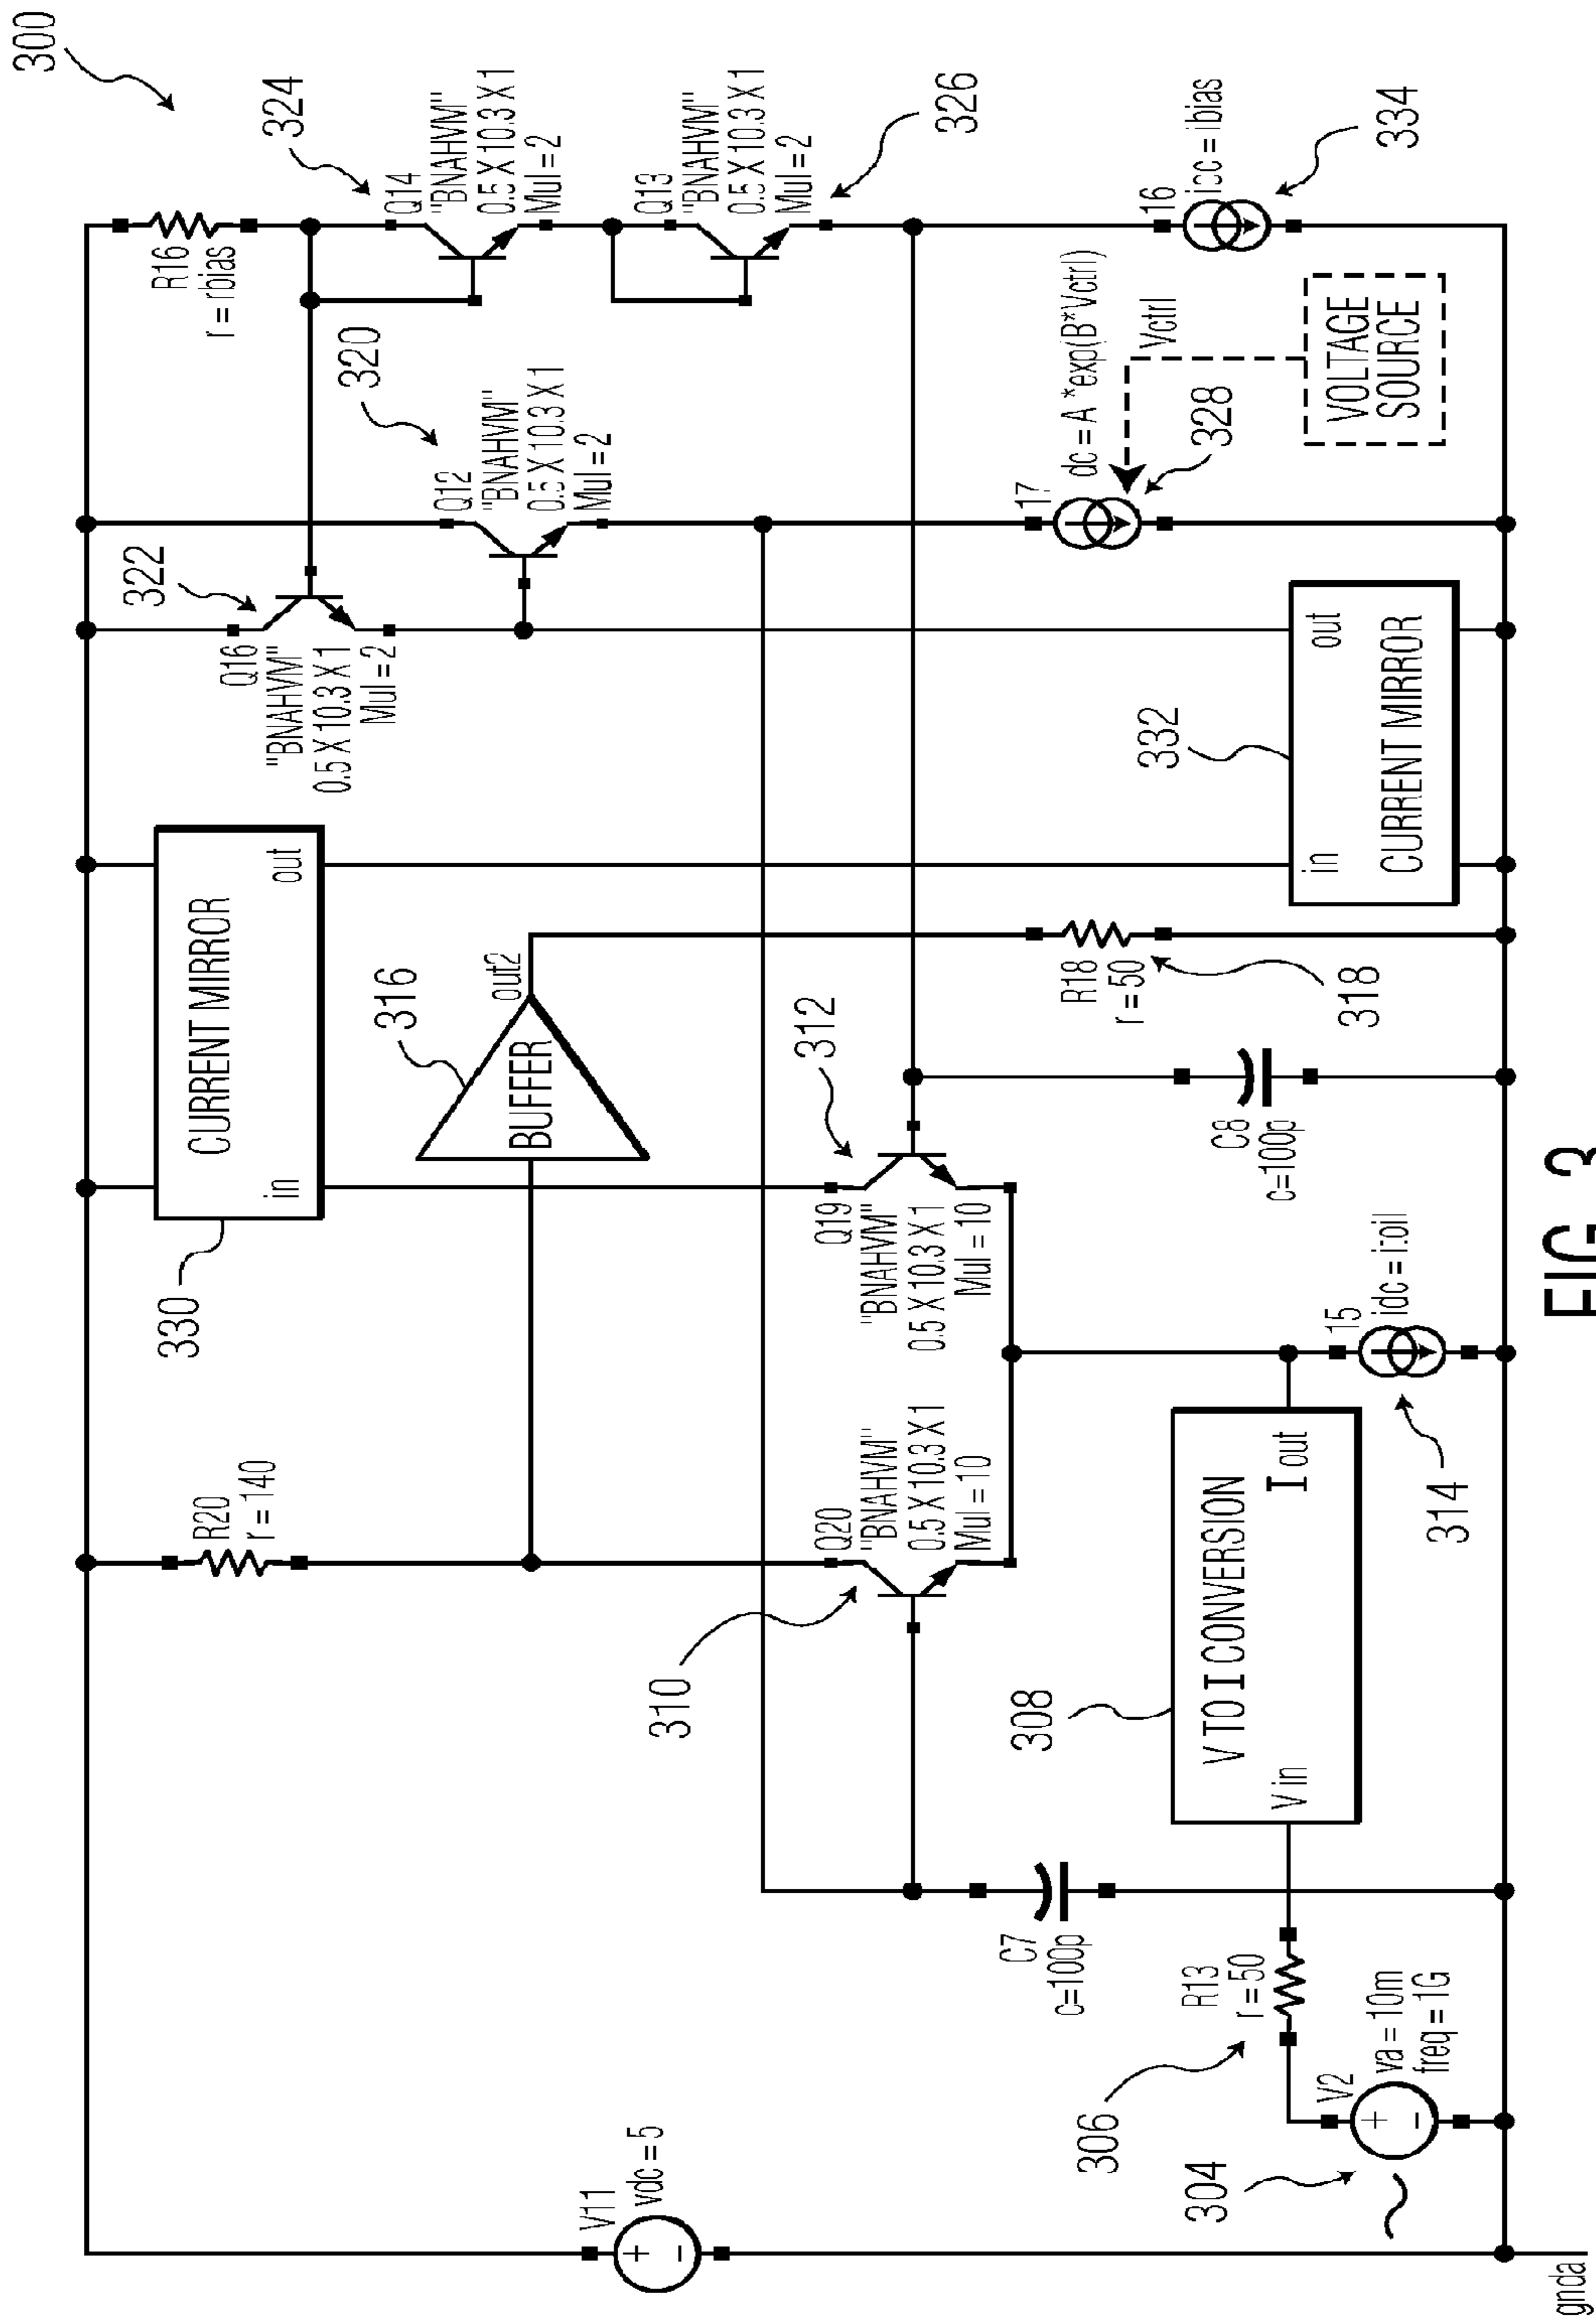 300
R16
r = rbias
324
Q14
"BNAHVM"
0.5 X 10.3 X 1
Mul = 2
Q13
"BNAHVM"
0.5 X 10.3 X 1
Mul = 2
326
16
icc = ibias
334
320
Q12
"BNAHVM"
0.5 X 10.3 X 1
Mul = 2
17
dc = A *exp(B*Vctrl)
Vctrl
VOLTAGE
SOURCE
328
322
Q16
"BNAHVM"
0.5 X 10.3 X 1
Mul = 2
332
in
out
CURRENT MIRROR
CURRENT MIRROR
in
out
330
316
BUFFER
out2
R18
r = 50
318
312
Q19
"BNAHVM"
0.5 X 10.3 X 1
Mul = 10
C8
c=100p
R20
r = 140
310
Q20
"BNAHVM"
0.5 X 10.3 X 1
Mul = 10
15
314
308
V TO I CONVERSION
V in
I out
C7
c=100p
R13
r = 50
306
V2
va = 10m
freq = 1G
304
V11
vdc = 5
gnda
FIG. 3